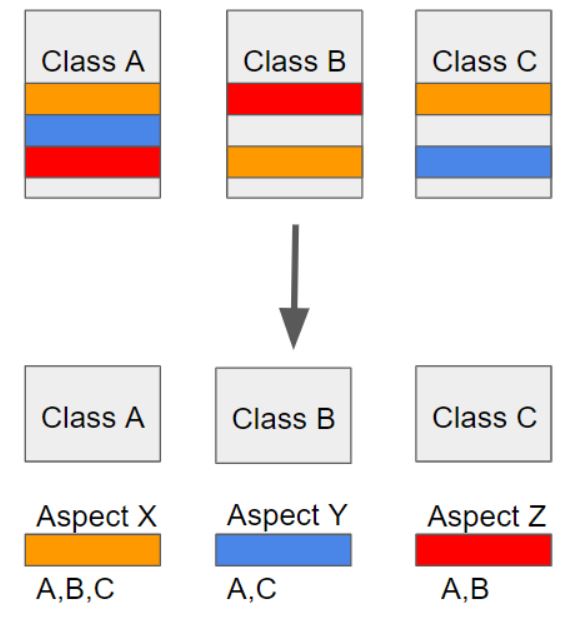 Class A
Class B
Class C
Class A
Class B
Class C
Aspect X
Aspect Y
Aspect Z
A,B,C
A,C
A,B